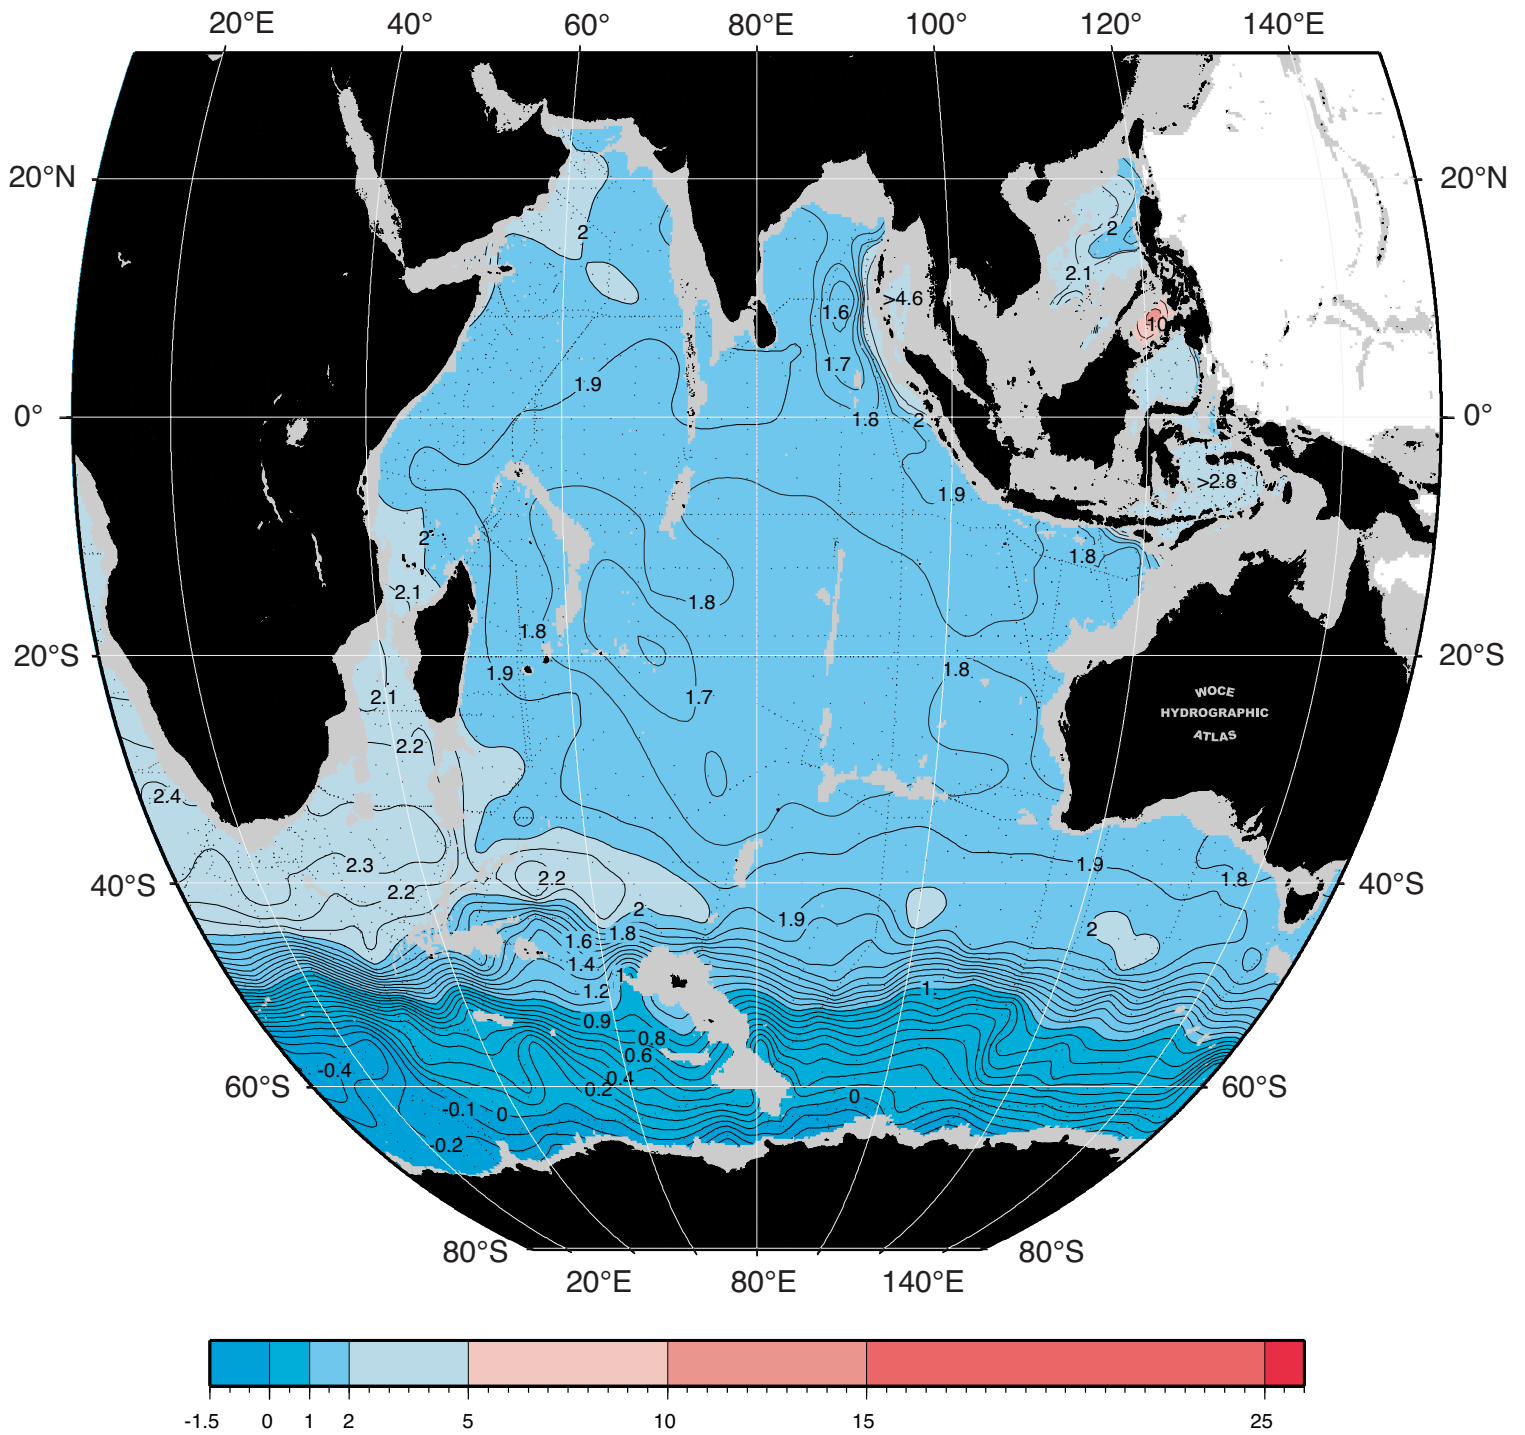 20°E 40° 60° 80°E 100° 120° 140°E
20°N 20°N
2 2
2.1
>4.6
1.6 10
1.7
1.9
0° 1.8 2 0°
>2.8
1.9
2 1.8
2.1 1.8
1.8
20°S 1.9 1.8 20°S
2.1 1.7
WOCE
HYDROGRAPHIC
ATLAS
2.2
2.4
2.3 1.9
40°S 2.2 2.2 1.8 40°S
2 1.9
1.6 1.8 2
1.4 1
1.2 1
0.9
0.8
0.6
-0.4 0.4
60°S 0.2 0 60°S
-0.1 0
-0.2
80°S 80°S
20°E 80°E 140°E
-1.5 0 1 2 5 10 15 25